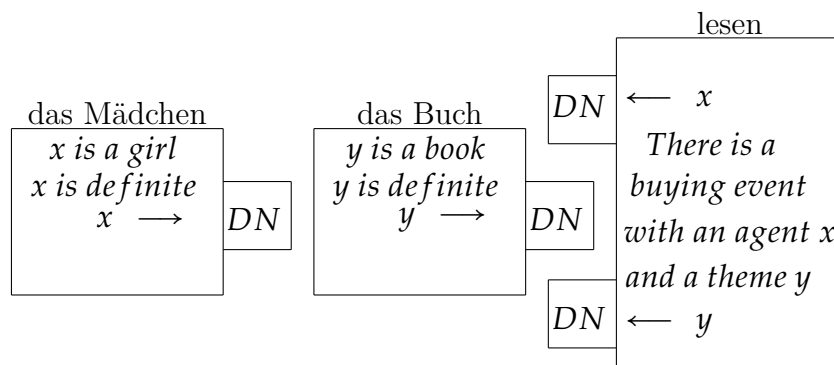 das Mädchen
x is a girl
x is definite
x →
DN
das Buch
y is a book
y is definite
y →
DN
lesen
DN
← x
There is a
buying event
with an agent x
and a theme y
DN
← y